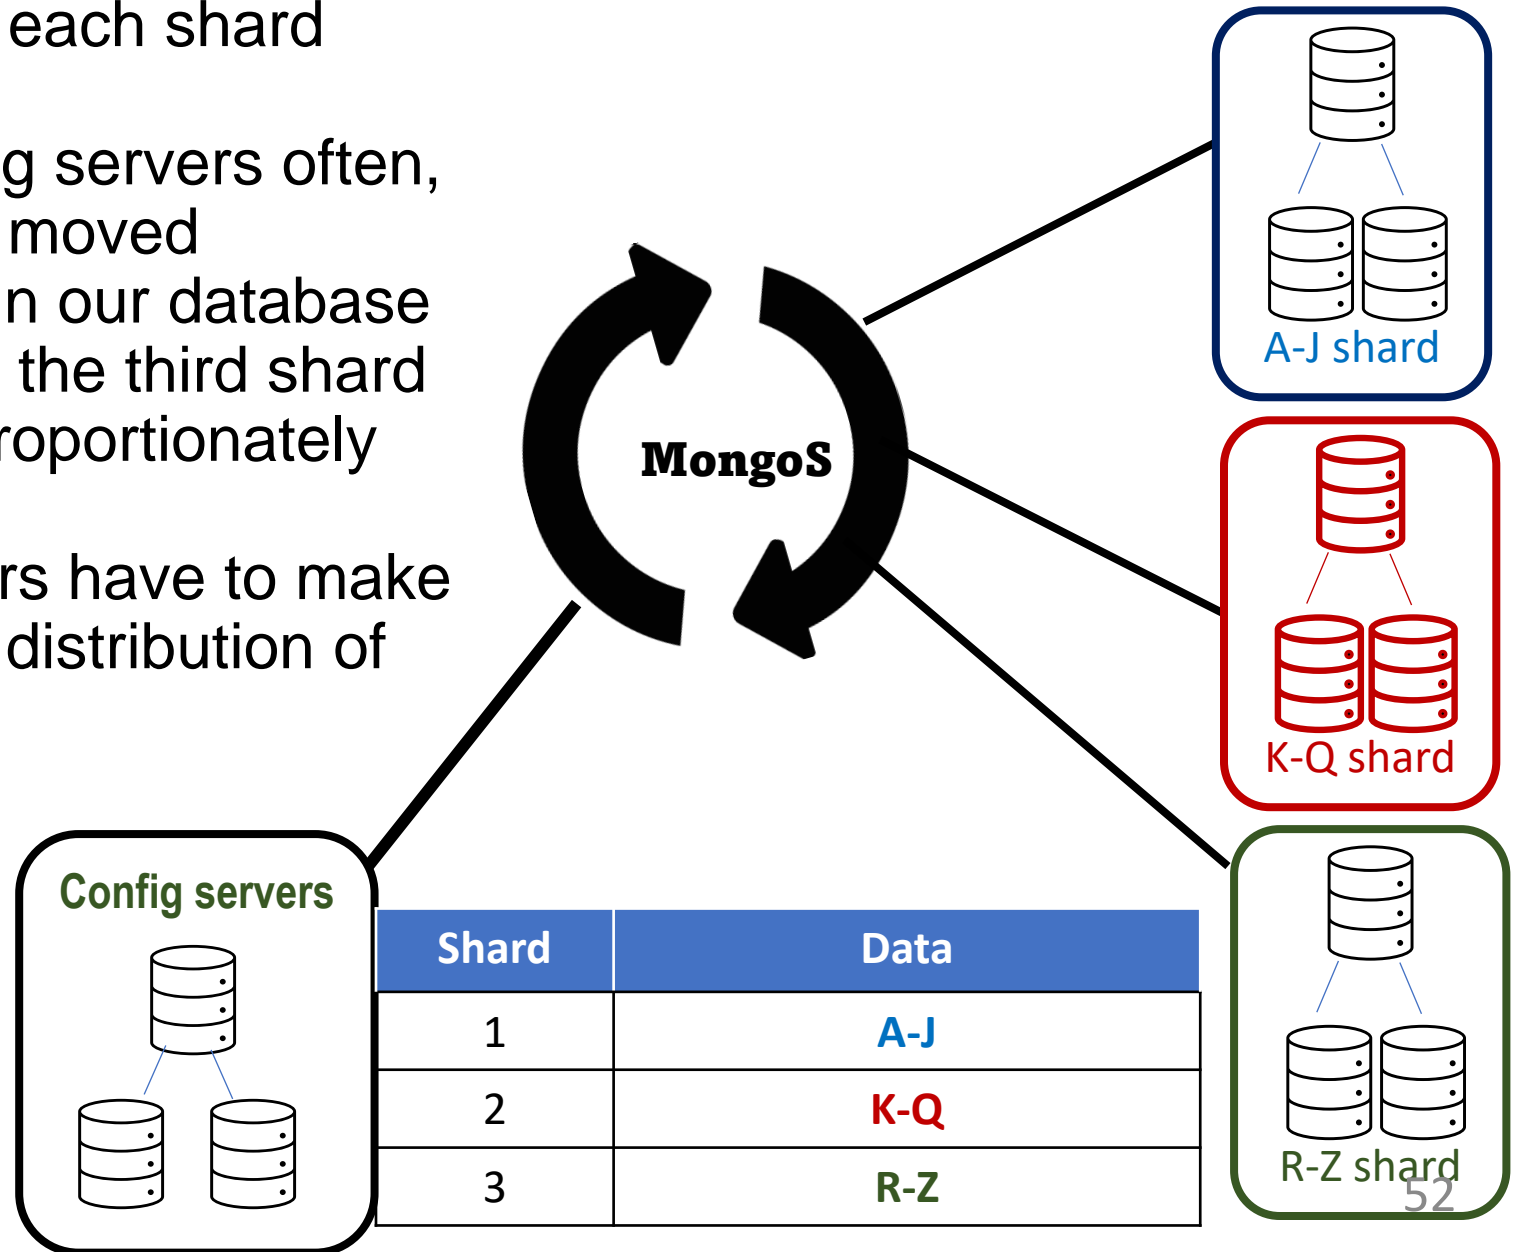 each shard
g servers often,
moved
n our database
the third shard
roportionately
rs have to make
distribution of
MongoS
A-J shard
K-Q shard
R-Z shard
Config servers
Shard Data
1 A-J
2 K-Q
3 R-Z
52